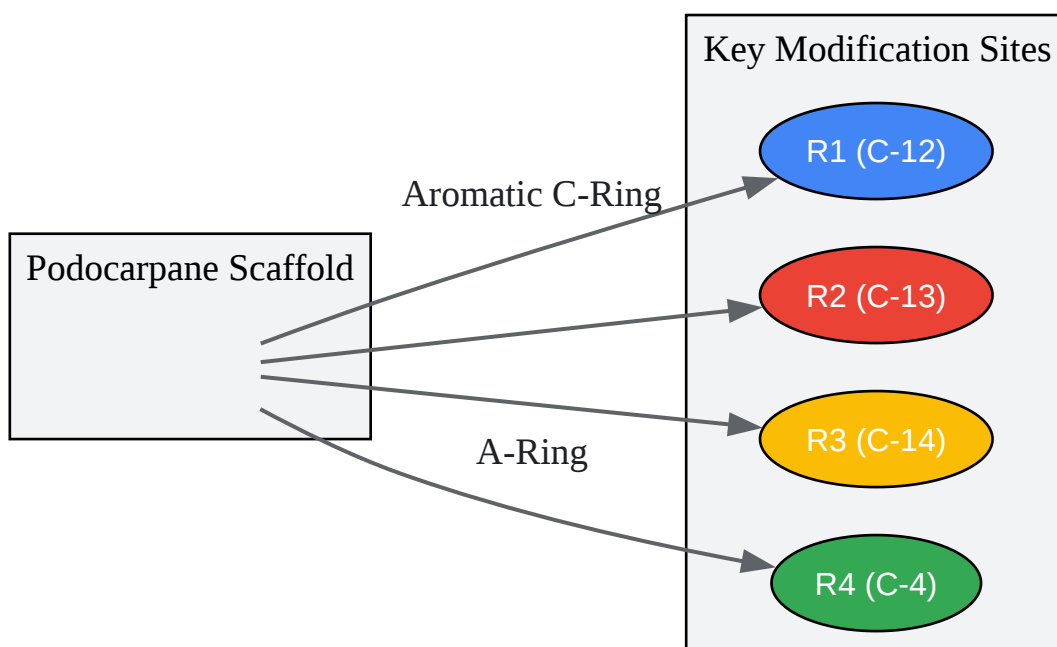 Key Modification Sites
R1 (C-12)
Aromatic C-Ring
Podocarpane Scaffold
R2 (C-13)
R3 (C-14)
A-Ring
R4 (C-4)